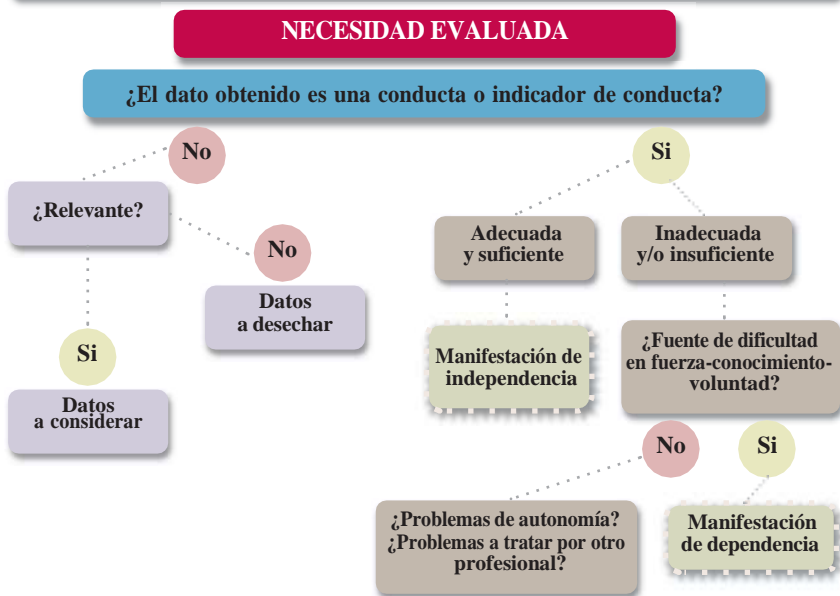 NECESIDAD EVALUADA
¿El dato obtenido es una conducta o indicador de conducta?
No
Si
¿Relevante?
No
Adecuada
y suficiente
Inadecuada
y/o insuficiente
Datos
a desechar
Si
Manifestación de
independencia
¿Fuente de dificultad
en fuerza-conocimiento-
voluntad?
Datos
a considerar
No
Si
¿Problemas de autonomía?
¿Problemas a tratar por otro
profesional?
Manifestación
de dependencia